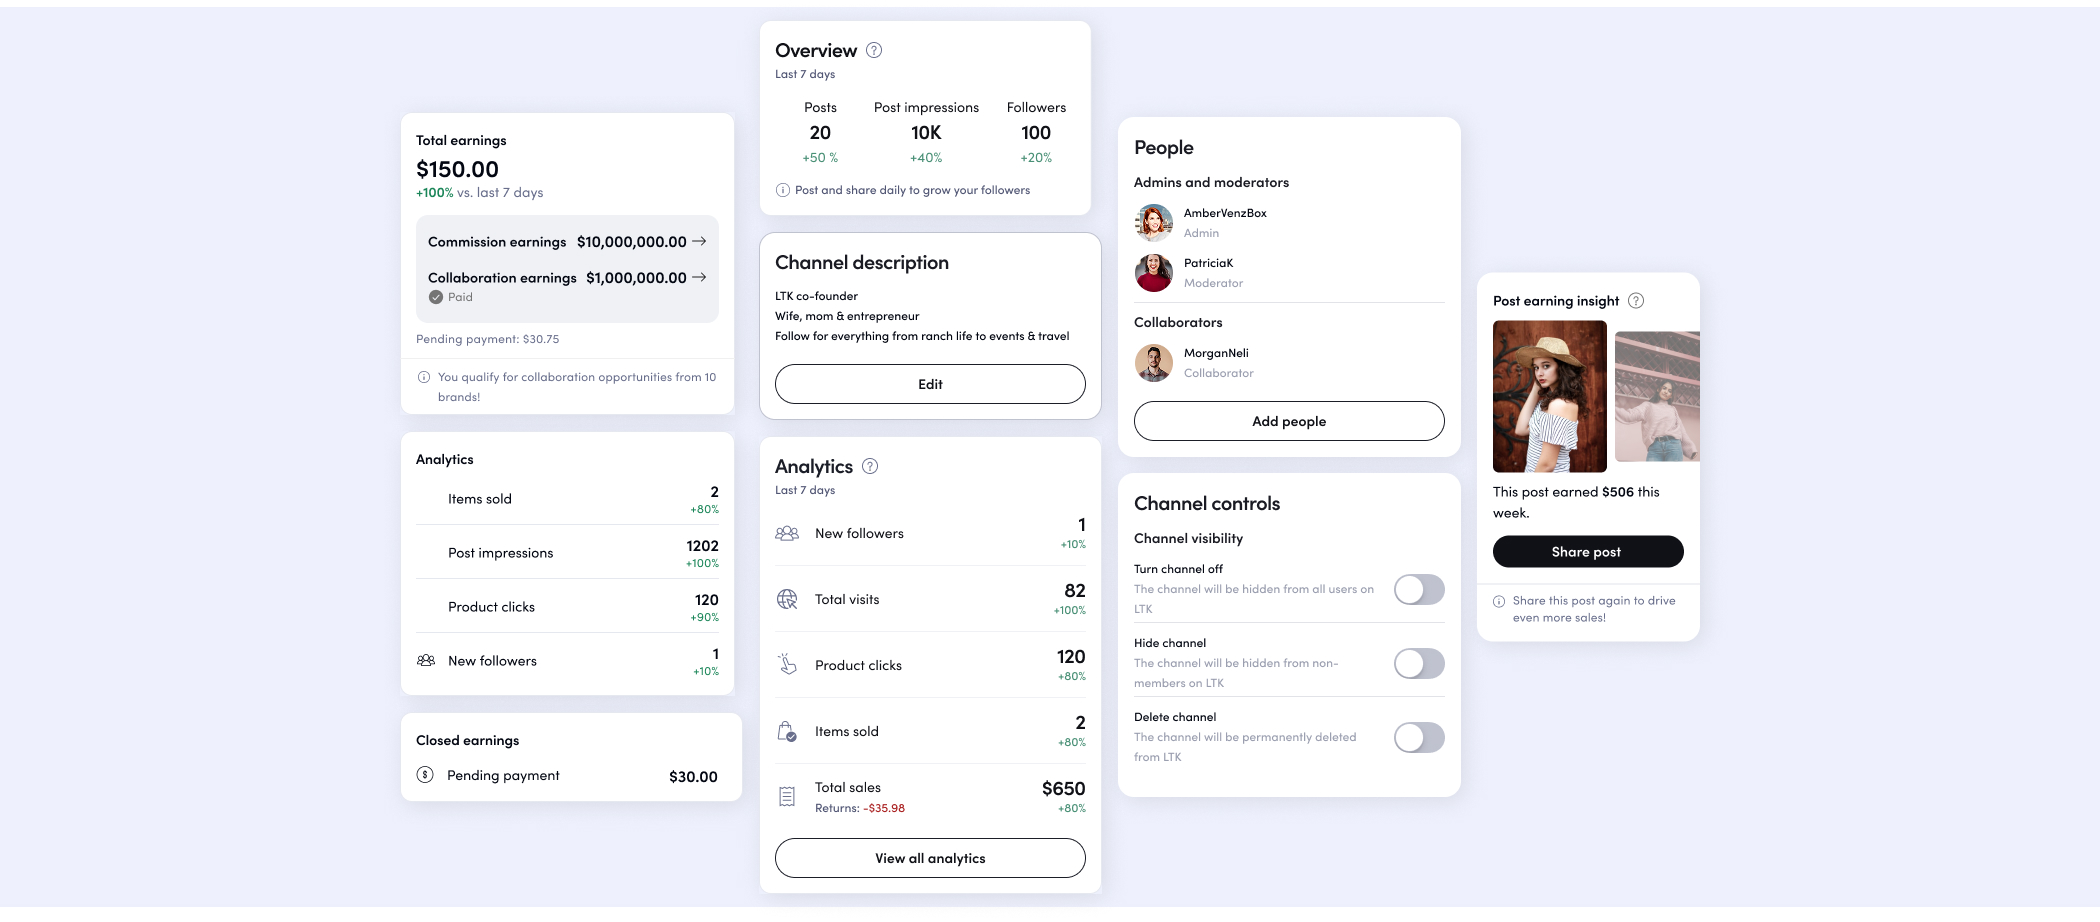 Total earnings
$150.00
+100% vs. last 7 days
Commission earnings $10,000,000.00
Collaboration earnings $1,000,000.00
Paid
Pending payment: $30.75
You qualify for collaboration opportunities from 10
brands!
Analytics
Items sold 2
+80%
Post impressions 1202
+100%
Product clicks 120
+90%
New followers 1
+10%
Closed earnings
Pending payment $30.00
Overview
Last 7 days
Posts Post impressions Followers
20 10K 100
+50 % +40% +20%
Post and share daily to grow your followers
Channel description
LTK co-founder
Wife, mom & entrepreneur
Follow for everything from ranch life to events & travel
Edit
Analytics
Last 7 days
New followers 1
+10%
Total visits 82
+100%
Product clicks 120
+80%
Items sold 2
+80%
Total sales $650
Returns: -$35.98 +80%
View all analytics
People
Admins and moderators
AmberVenzBox
Admin
PatriciaK
Moderator
Collaborators
MorganNeli
Collaborator
Add people
Channel controls
Channel visibility
Turn channel off
The channel will be hidden from all users on
LTK
Hide channel
The channel will be hidden from non-
members on LTK
Delete channel
The channel will be permanently deleted
from LTK
Post earning insight
This post earned $506 this
week.
Share post
Share this post again to drive
even more sales!